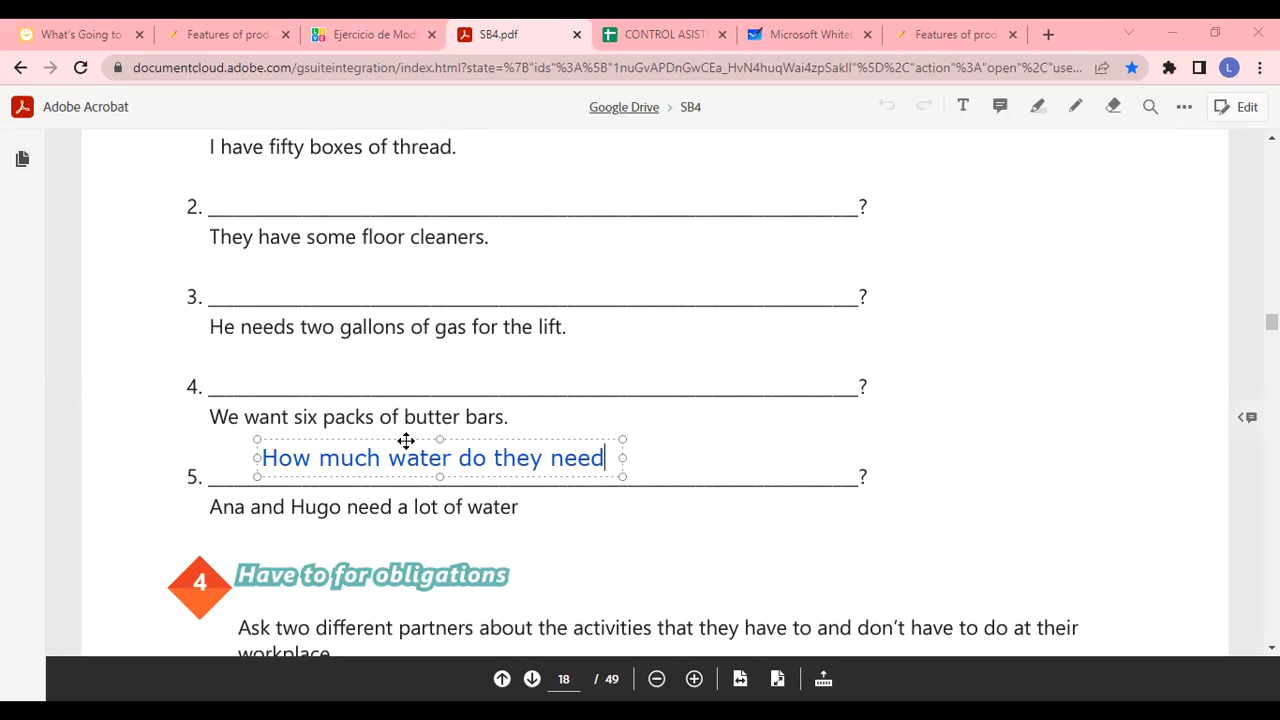 What's Going to
Features of prod
Ejercicio de Mod
SB4.pdf
CONTROL ASIST
Microsoft White
Features of prod
documentcloud.adobe.com/gsuiteintegration/index.html?state=%7B"ids"%3A%5B"1nuGvAPDnGwCEa_HvN4huqWai4zpSakIl"%5D%2C"action"%3A"open"%2C"use...
L
Adobe Acrobat
Google Drive > SB4
Edit
I have fifty boxes of thread.
2. ______?
They have some floor cleaners.
3. ______?
He needs two gallons of gas for the lift.
4. ______?
We want six packs of butter bars.
How much water do they need
5. ______?
Ana and Hugo need a lot of water
4 Have to for obligations
Ask two different partners about the activities that they have to and don't have to do at their
workplace
18 / 49